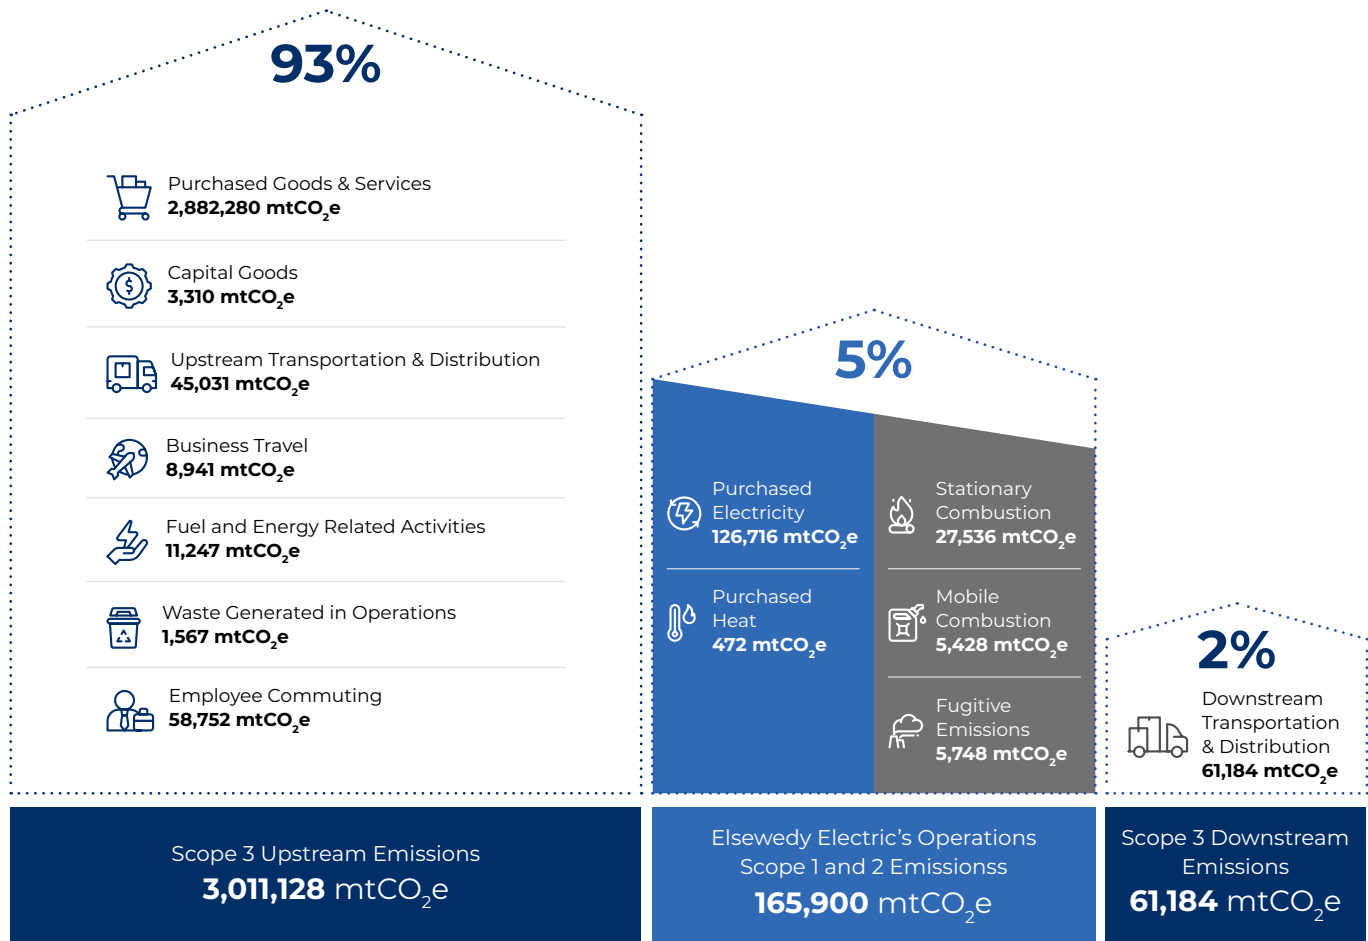 93%
Purchased Goods & Services
2,882,280 mtCO₂e
Capital Goods
3,310 mtCO₂e
Upstream Transportation & Distribution
45,031 mtCO₂e
Business Travel
8,941 mtCO₂e
Fuel and Energy Related Activities
11,247 mtCO₂e
Waste Generated in Operations
1,567 mtCO₂e
Employee Commuting
58,752 mtCO₂e
Scope 3 Upstream Emissions
3,011,128 mtCO₂e
5%
Purchased
Electricity
126,716 mtCO₂e
Purchased
Heat
472 mtCO₂e
Stationary
Combustion
27,536 mtCO₂e
Mobile
Combustion
5,428 mtCO₂e
Fugitive
Emissions
5,748 mtCO₂e
Elsewedy Electric's Operations
Scope 1 and 2 Emissionss
165,900 mtCO₂e
2%
Downstream
Transportation
& Distribution
61,184 mtCO₂e
Scope 3 Downstream
Emissions
61,184 mtCO₂e